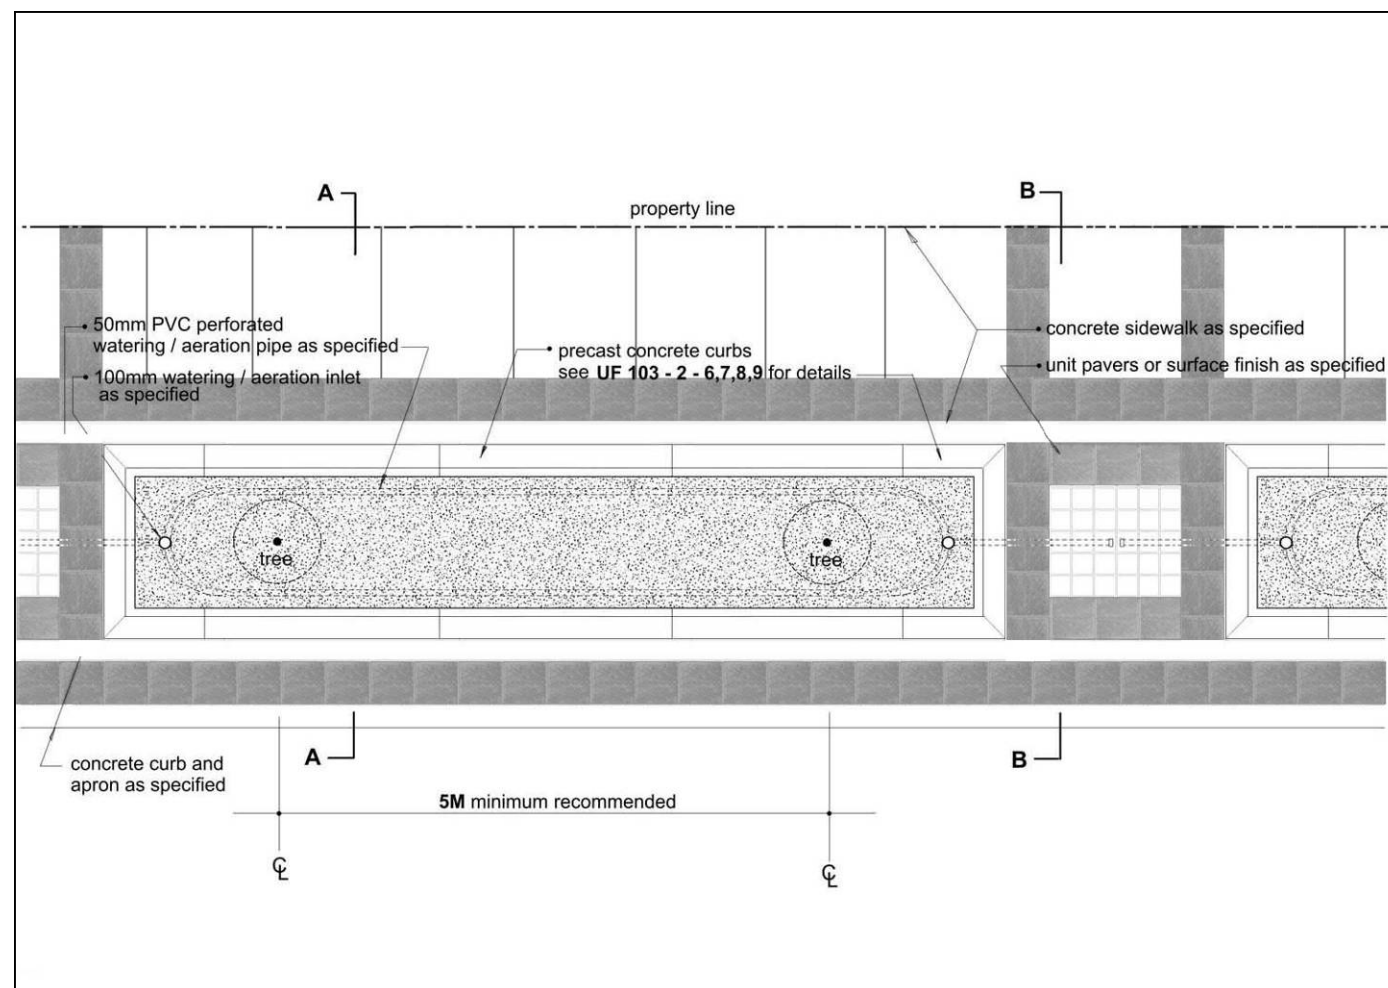 A
B
property line
50mm PVC perforated
watering / aeration pipe as specified
100mm watering / aeration inlet
as specified
precast concrete curbs
see UF 103 - 2 - 6,7,8,9 for details
concrete sidewalk as specified
unit pavers or surface finish as specified
tree
tree
A
B
concrete curb and
apron as specified
5M minimum recommended
℄
℄